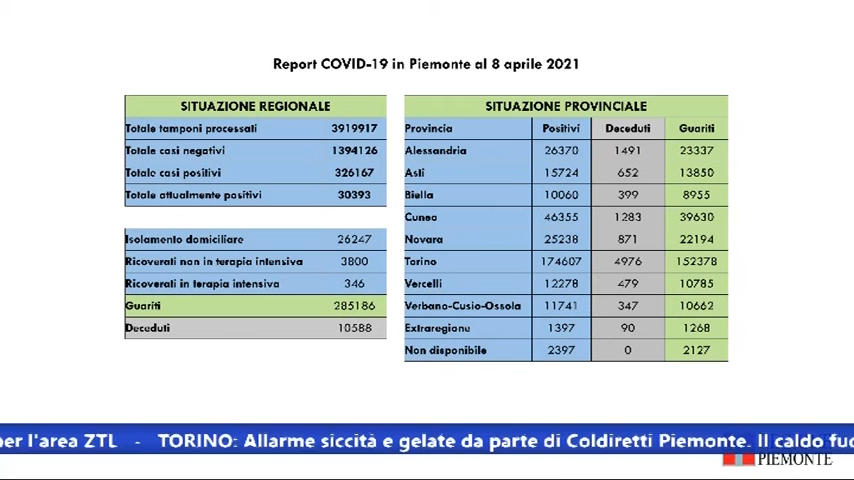 Report COVID-19 in Piemonte al 8 aprile 2021
SITUAZIONE REGIONALE
Totale tamponi processati 3919917
Totale casi negativi 1394126
Totale casi positivi 326167
Totale attualmente positivi 30393
Isolamento domiciliare 26247
Ricoverati non in terapia intensiva 3800
Ricoverati in terapia intensiva 346
Guariti 285186
Deceduti 10588
SITUAZIONE PROVINCIALE
Provincia Positivi Deceduti Guariti
Alessandria 26370 1491 23337
Asti 15724 652 13850
Biella 10060 399 8955
Cuneo 46355 1283 39630
Novara 25238 871 22194
Torino 174607 4976 152378
Vercelli 12278 479 10785
Verbano-Cusio-Ossola 11741 347 10662
Extraregione 1397 90 1268
Non disponibile 2397 0 2127
per l'area ZTL - TORINO: Allarme siccità e gelate da parte di Coldiretti Piemonte. Il caldo fuo
PIEMONTE